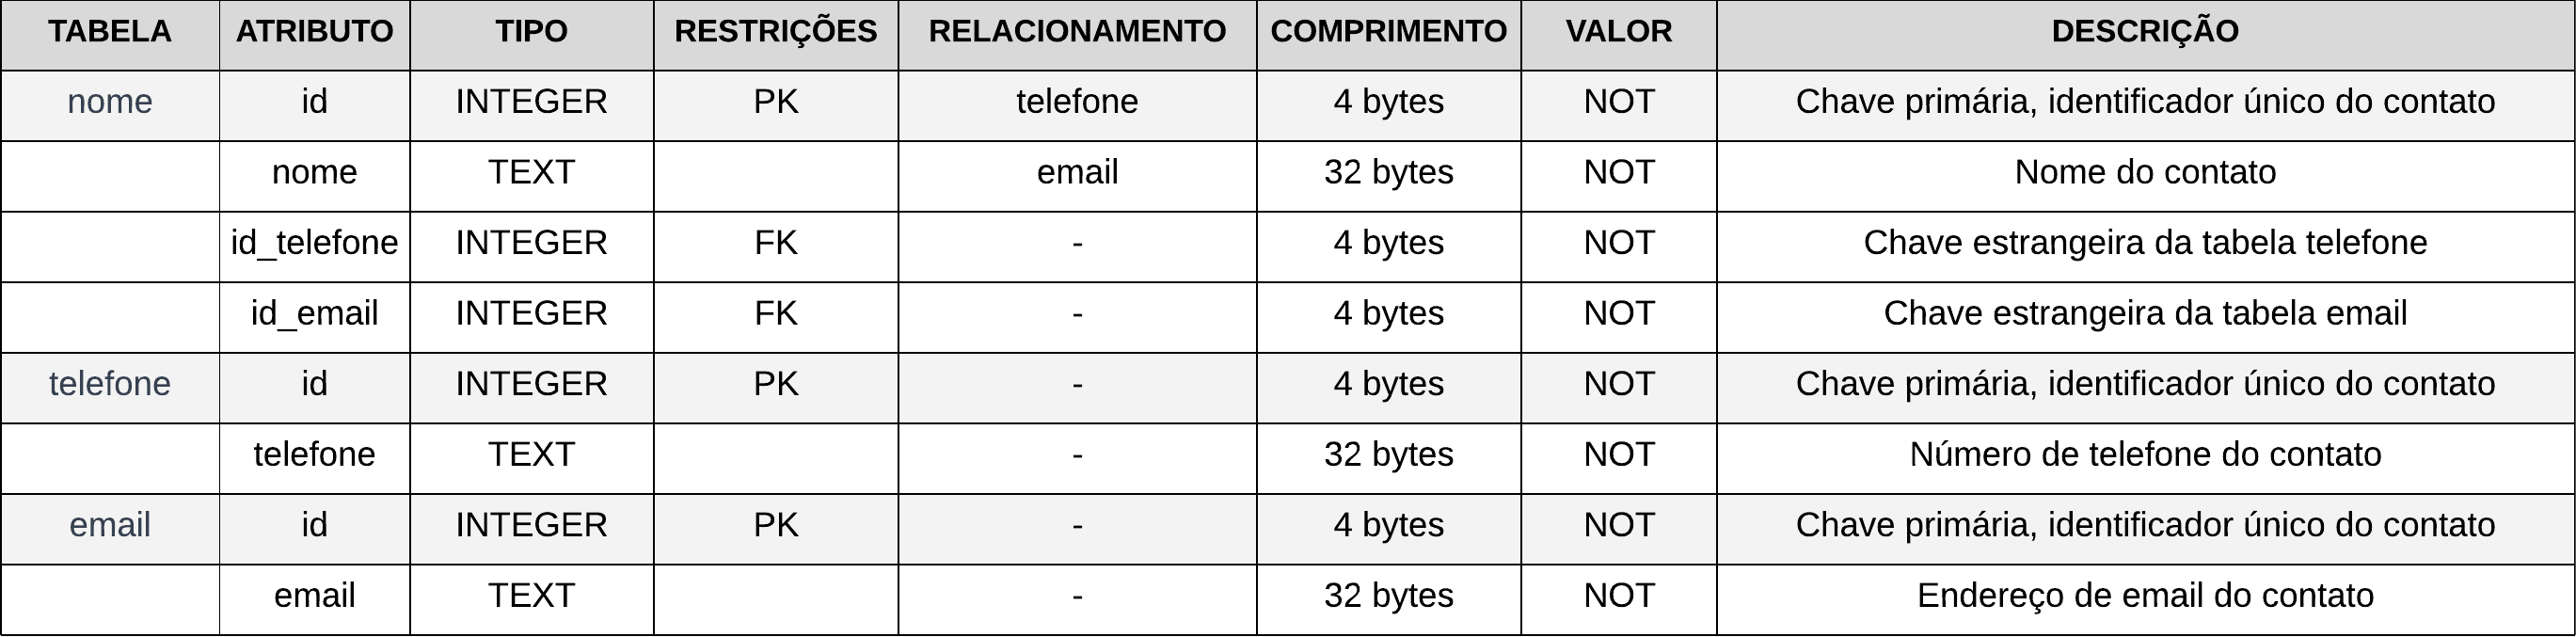 TABELA ATRIBUTO TIPO RESTRIÇÕES RELACIONAMENTO COMPRIMENTO VALOR DESCRIÇÃO
nome id INTEGER PK telefone 4 bytes NOT Chave primária, identificador único do contato
nome TEXT email 32 bytes NOT Nome do contato
id_telefone INTEGER FK - 4 bytes NOT Chave estrangeira da tabela telefone
id_email INTEGER FK - 4 bytes NOT Chave estrangeira da tabela email
telefone id INTEGER PK - 4 bytes NOT Chave primária, identificador único do contato
telefone TEXT - 32 bytes NOT Número de telefone do contato
email id INTEGER PK - 4 bytes NOT Chave primária, identificador único do contato
email TEXT - 32 bytes NOT Endereço de email do contato